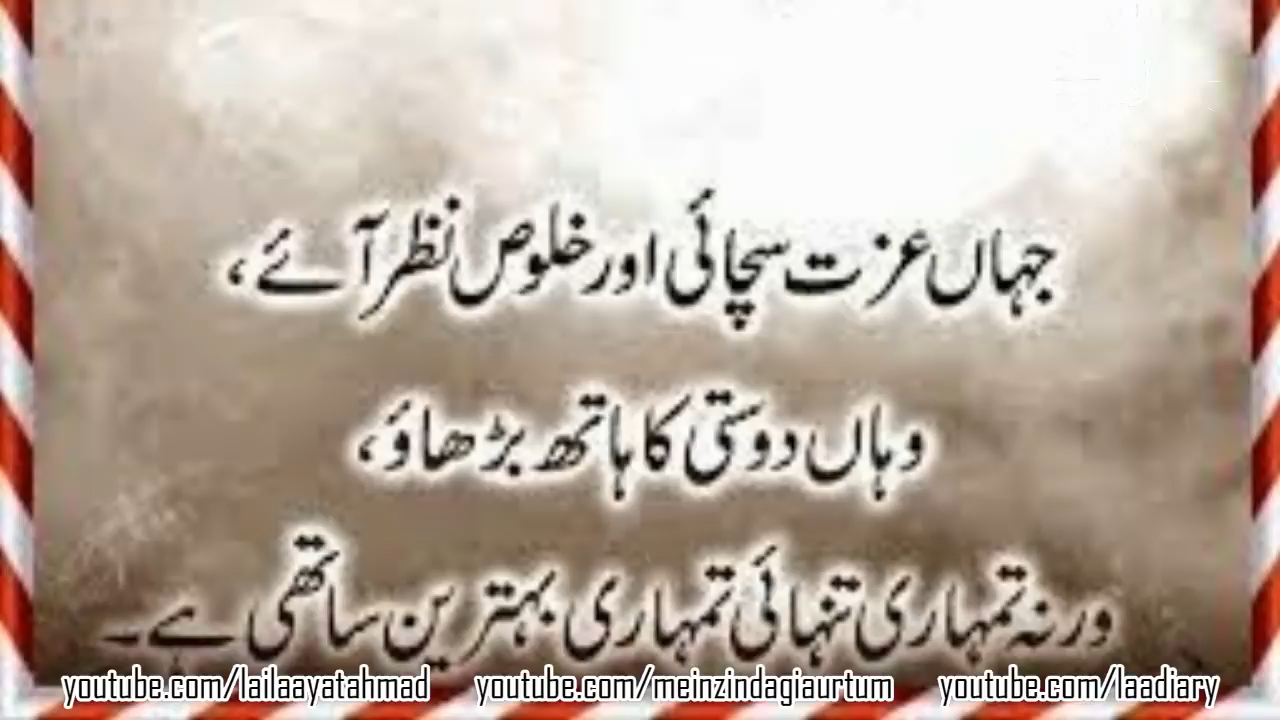 جہاں عزت سچائی اور خلوص نظر آئے،
وہاں دوستی کا ہاتھ بڑھاؤ،
ورنہ تمہاری تنہائی تمہاری بہترین ساتھی ہے۔
youtube.com/lailaayatahmad youtube.com/meinzindagiaurtum youtube.com/laadiary